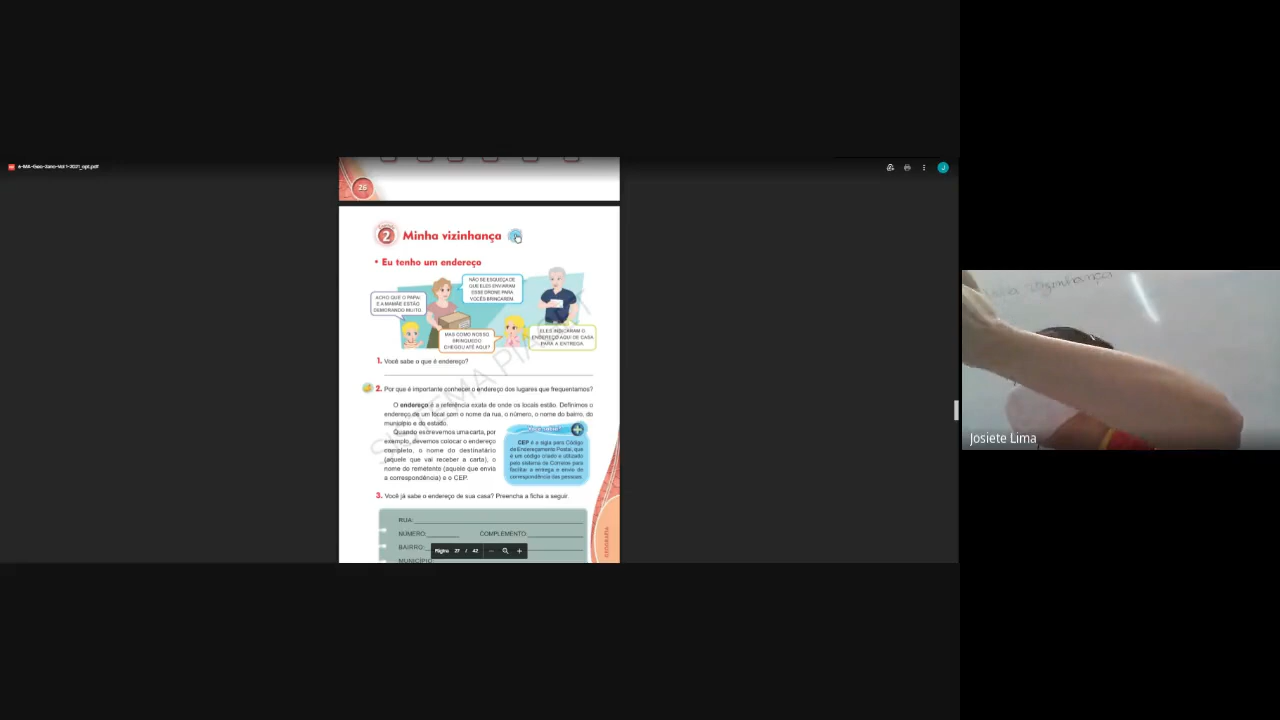 26
2 Minha vizinhança
• Eu tenho um endereço
ACHO QUE O PAPAI
E A MAMÃE ESTÃO
DEMORANDO MUITO.
NÃO SE ESQUEÇA DE
QUE ELES ENVIARAM
ESSE DRONE PARA
VOCÊS BRINCAREM.
MAS COMO NOSSO
BRINQUEDO
CHEGOU ATÉ AQUI?
ELES INDICARAM O
ENDEREÇO AQUI DE CASA
PARA A ENTREGA.
1. Você sabe o que é endereço?
2. Por que é importante conhecer o endereço dos lugares que frequentamos?
O endereço é a referência exata de onde os locais estão. Definimos o
endereço de um local com o nome da rua, o número, o nome do bairro, do
município e do estado.
Quando escrevemos uma carta, por
exemplo, devemos colocar o endereço
completo, o nome do destinatário
(aquele que vai receber a carta), o
nome do remetente (aquele que envia
a correspondência) e o CEP.
CEP é a sigla para Código
de Endereçamento Postal, que
é um código criado e utilizado
pelo sistema de Correios para
facilitar a entrega e envio de
correspondência das pessoas.
3. Você já sabe o endereço de sua casa? Preencha a ficha a seguir.
RUA:
NÚMERO: COMPLEMENTO:
BAIRRO:
MUNICÍPIO:
GEOGRAFIA
Página 27 / 42
J
vizinhança
Josiete Lima